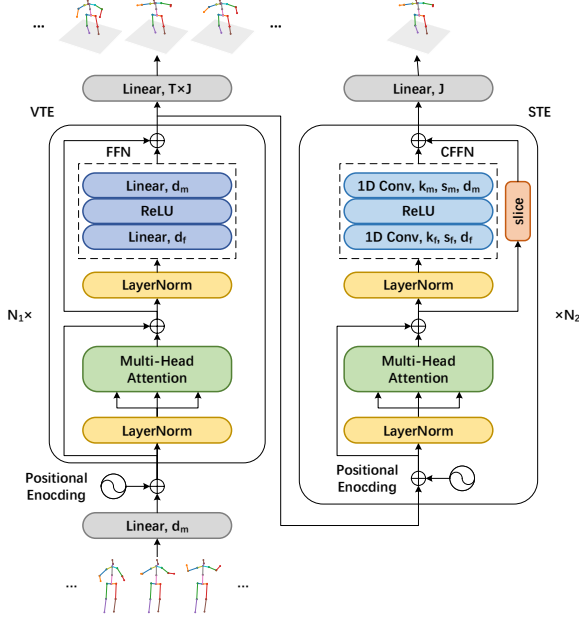 ...
...
Linear, T×J
Linear, J
VTE
STE
FFN
CFFN
Linear, dm
ReLU
Linear, df
1D Conv, km, sm, dm
ReLU
1D Conv, kf, sf, df
slice
LayerNorm
LayerNorm
N1×
×N2
Multi-Head
Attention
Multi-Head
Attention
LayerNorm
LayerNorm
Positional
Enocding
Positional
Enocding
Linear, dm
...
...